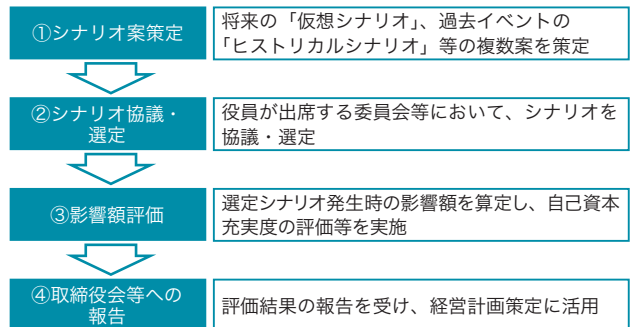 ①シナリオ案策定
将来の「仮想シナリオ」、過去イベントの
「ヒストリカルシナリオ」等の複数案を策定
②シナリオ協議・
選定
役員が出席する委員会等において、シナリオを
協議・選定
③影響額評価
選定シナリオ発生時の影響額を算定し、自己資本
充実度の評価等を実施
④取締役会等への
報告
評価結果の報告を受け、経営計画策定に活用